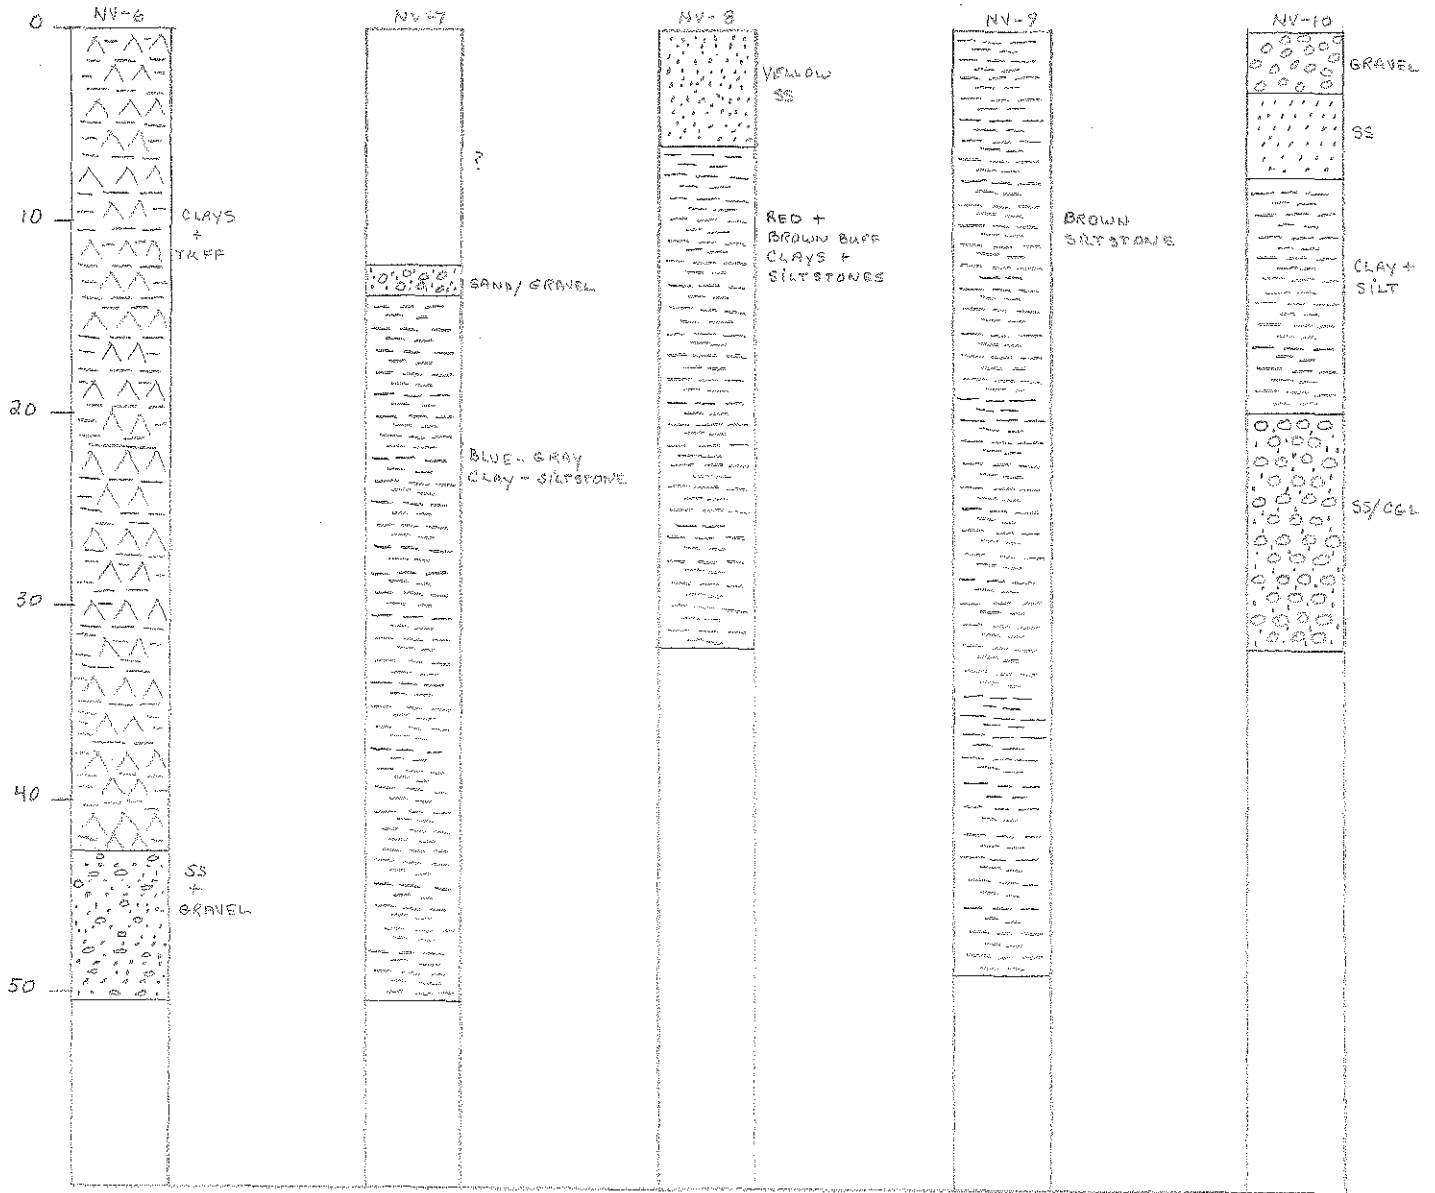 NV-6
NV-7
NV-8
NV-9
NV-10
0
10
20
30
40
50
CLAYS
+
TUFF
SS
+
GRAVEL
?
SAND/GRAVEL
BLUE-GRAY
CLAY-SILTSTONE
YELLOW
SS
RED +
BROWN BUFF
CLAYS +
SILTSTONES
BROWN
SILTSTONE
GRAVEL
SS
CLAY +
SILT
SS/CGL